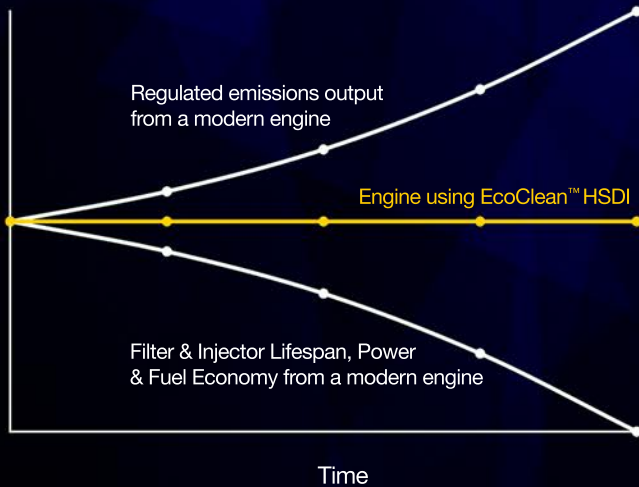 Regulated emissions output
from a modern engine
Engine using EcoClean™ HSDI
Filter & Injector Lifespan, Power
& Fuel Economy from a modern engine
Time